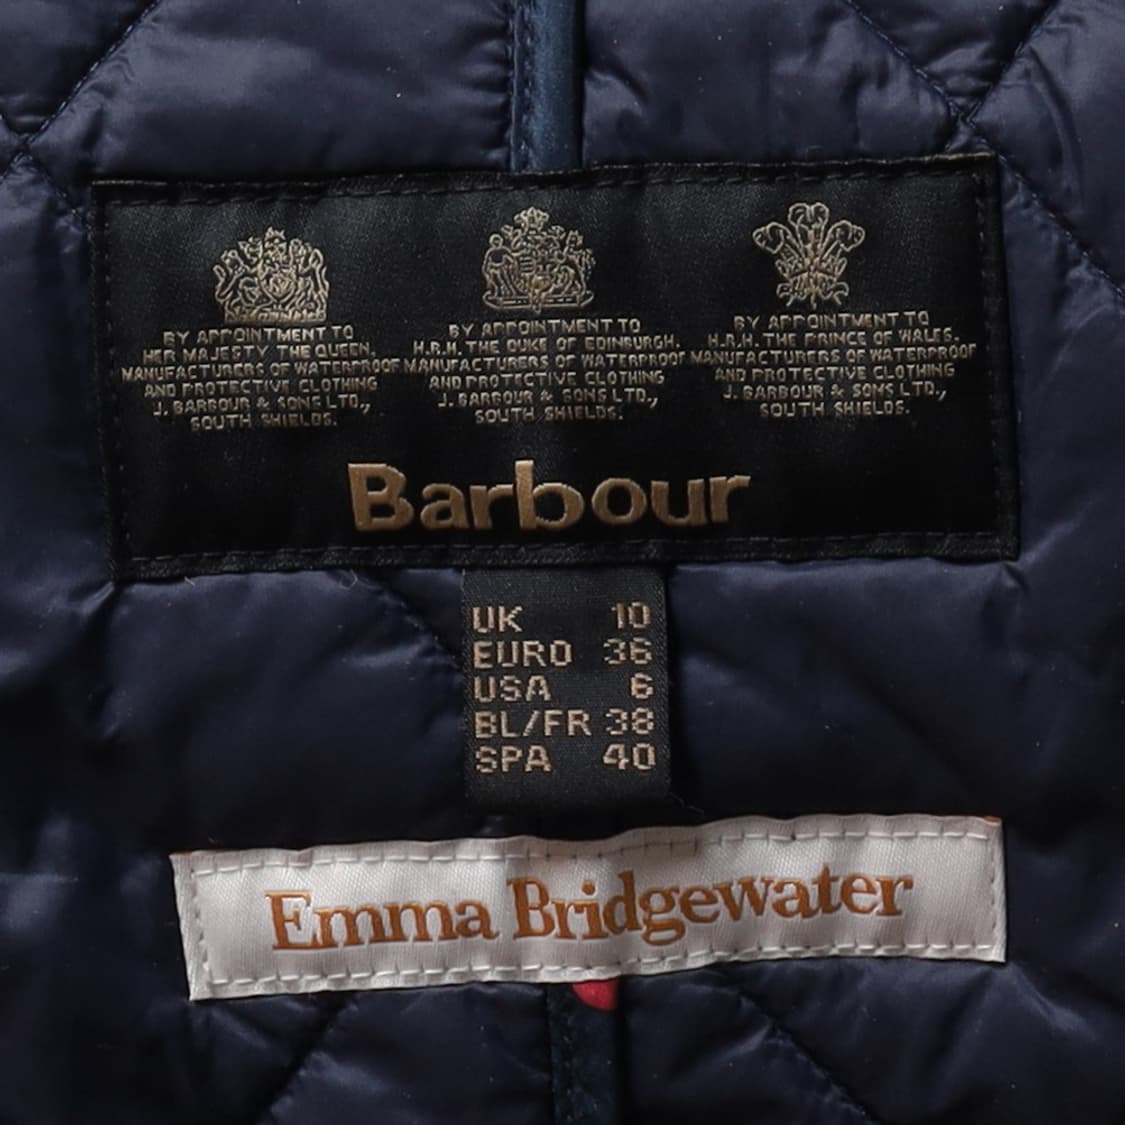 BY APPOINTMENT TO
HER MAJESTY THE QUEEN,
MANUFACTURERS OF WATERPROOF
AND PROTECTIVE CLOTHING
J. BARBOUR & SONS LTD.,
SOUTH SHIELDS.
BY APPOINTMENT TO
H.R.H. THE DUKE OF EDINBURGH.
MANUFACTURERS OF WATERPROOF
AND PROTECTIVE CLOTHING
J. BARBOUR & SONS LTD.,
SOUTH SHIELDS.
BY APPOINTMENT TO
H.R.H. THE PRINCE OF WALES.
MANUFACTURERS OF WATERPROOF
AND PROTECTIVE CLOTHING
J. BARBOUR & SONS LTD.,
SOUTH SHIELDS.
Barbour
UK 10
EURO 36
USA 6
BL/FR 38
SPA 40
Emma Bridgewater